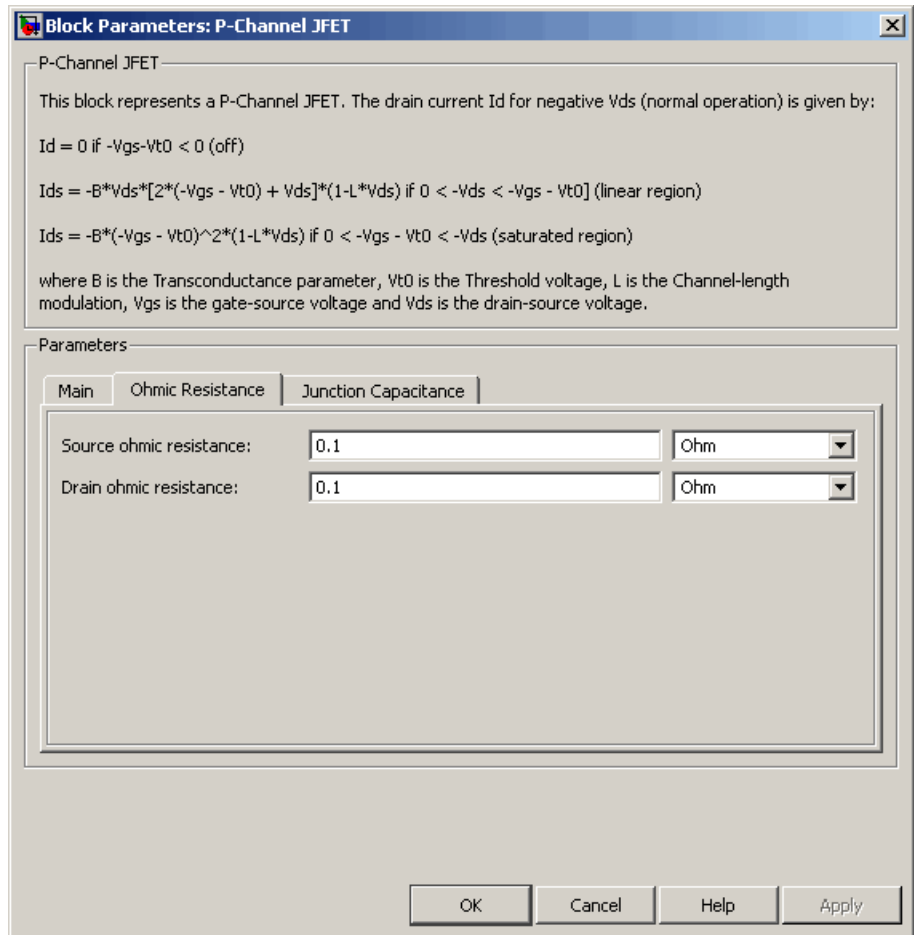 Block Parameters: P-Channel JFET
P-Channel JFET
This block represents a P-Channel JFET. The drain current Id for negative Vds (normal operation) is given by:
Id = 0 if -Vgs-Vt0 < 0 (off)
Ids = -B*Vds*[2*(-Vgs - Vt0) + Vds]*(1-L*Vds) if 0 < -Vds < -Vgs - Vt0] (linear region)
Ids = -B*(-Vgs - Vt0)^2*(1-L*Vds) if 0 < -Vgs - Vt0 < -Vds (saturated region)
where B is the Transconductance parameter, Vt0 is the Threshold voltage, L is the Channel-length
modulation, Vgs is the gate-source voltage and Vds is the drain-source voltage.
Parameters
Main Ohmic Resistance Junction Capacitance
Source ohmic resistance: 0.1 Ohm
Drain ohmic resistance: 0.1 Ohm
OK Cancel Help Apply